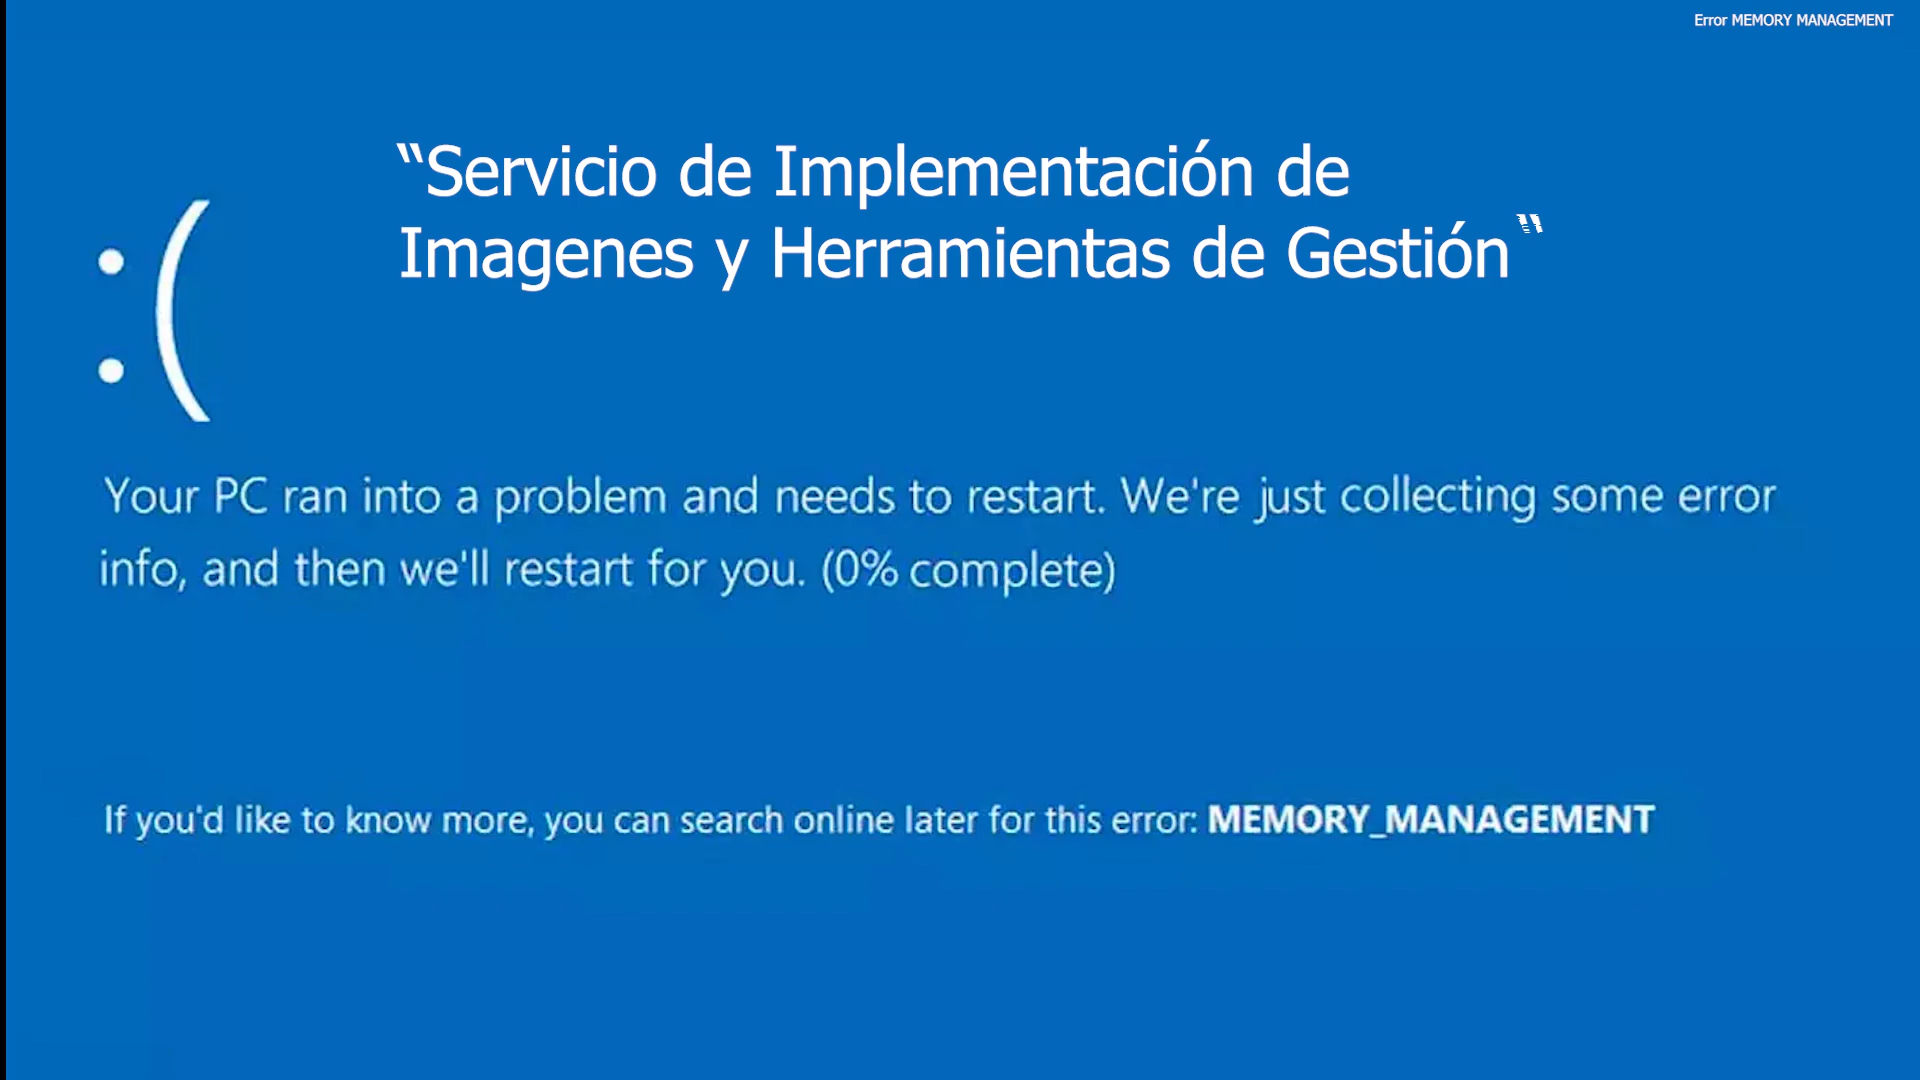 Error MEMORY MANAGEMENT
“Servicio de Implementación de
Imagenes y Herramientas de Gestión“
:(
Your PC ran into a problem and needs to restart. We're just collecting some error
info, and then we'll restart for you. (0% complete)
If you'd like to know more, you can search online later for this error: MEMORY_MANAGEMENT